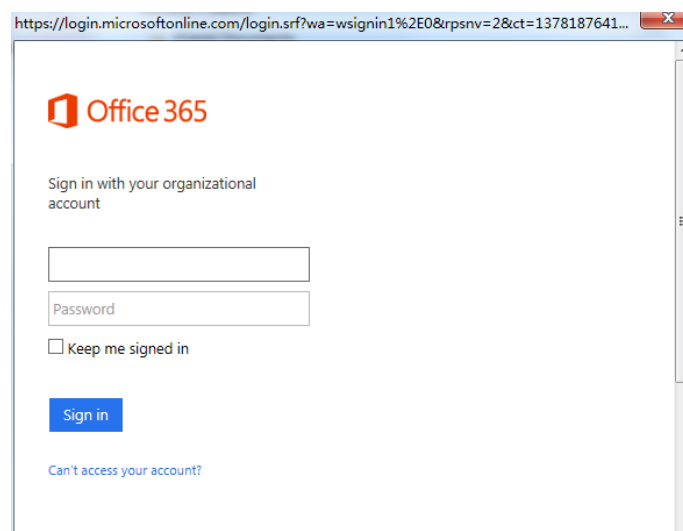 https://login.microsoftonline.com/login.srf?wa=wsignin1%2E0&rpsnv=2&ct=1378187641...
Office 365
Sign in with your organizational
account
Password
Keep me signed in
Sign in
Can't access your account?